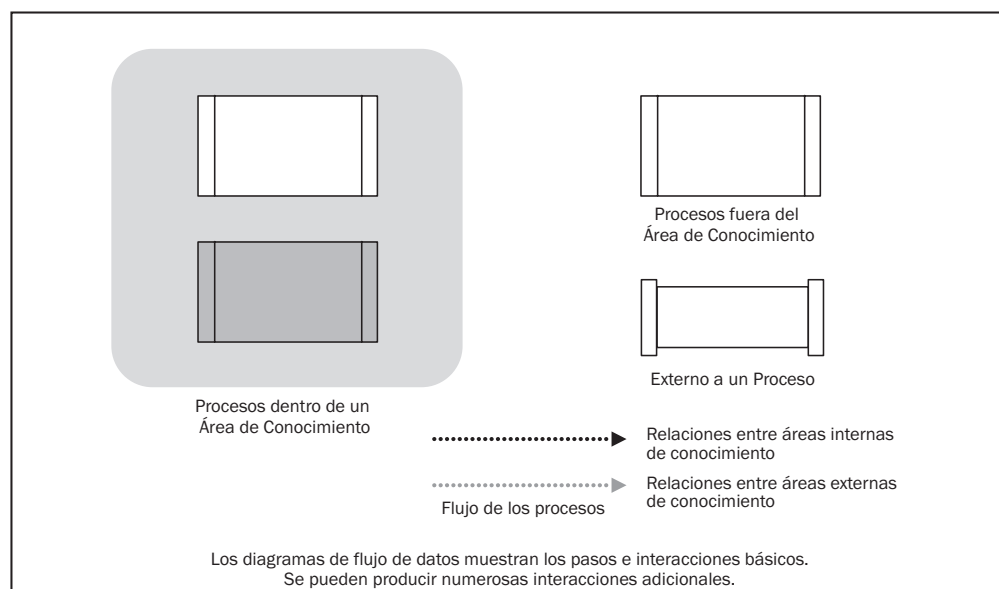 Procesos fuera del
Área de Conocimiento
Externo a un Proceso
Procesos dentro de un
Área de Conocimiento
Relaciones entre áreas internas
de conocimiento
Relaciones entre áreas externas
de conocimiento
Flujo de los procesos
Los diagramas de flujo de datos muestran los pasos e interacciones básicos.
Se pueden producir numerosas interacciones adicionales.